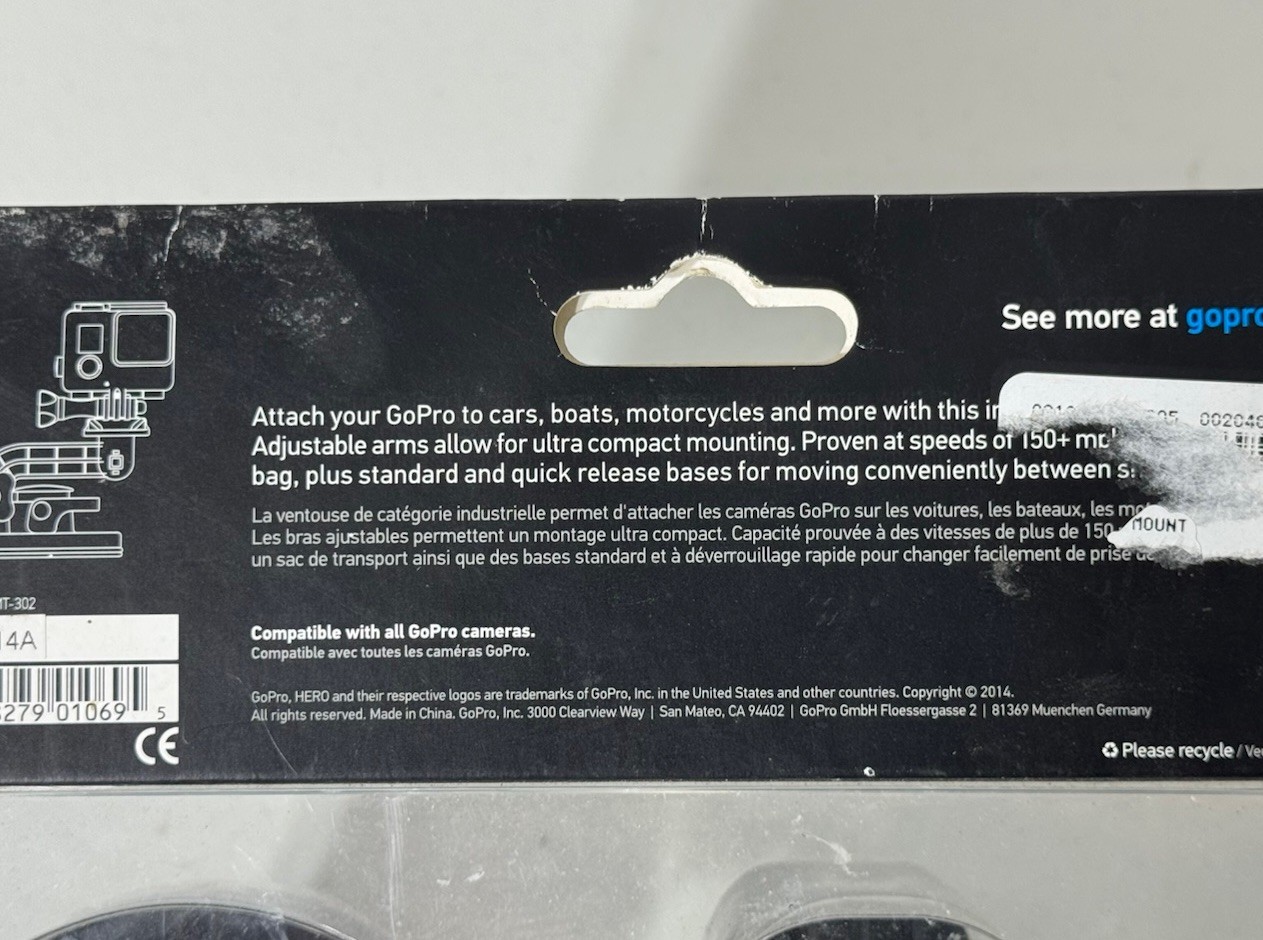 See more at gopro
Attach your GoPro to cars, boats, motorcycles and more with this
Adjustable arms allow for ultra compact mounting. Proven at speeds of 150+
bag, plus standard and quick release bases for moving conveniently between
La ventouse de catégorie industrielle permet d'attacher les caméras GoPro sur les voitures, les bateaux, les
Les bras ajustables permettent un montage ultra compact. Capacité prouvée à des vitesses de plus de 150
un sac de transport ainsi que des bases standard et à déverrouillage rapide pour changer facilement de prise
MOUNT
T-302
14A
Compatible with all GoPro cameras.
Compatible avec toutes les caméras GoPro.
279 01069 5
GoPro, HERO and their respective logos are trademarks of GoPro, Inc. in the United States and other countries. Copyright © 2014.
All rights reserved. Made in China. GoPro, Inc. 3000 Clearview Way | San Mateo, CA 94402 | GoPro GmbH Floessergasse 2 | 81369 Muenchen Germany
CE
Please recycle /